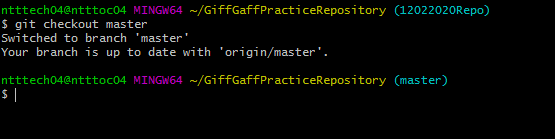 ntttech04@ntttoc04 MINGW64 ~/GiffGaffPracticeRepository (12022020Repo)
$ git checkout master
Switched to branch 'master'
Your branch is up to date with 'origin/master'.
ntttech04@ntttoc04 MINGW64 ~/GiffGaffPracticeRepository (master)
$